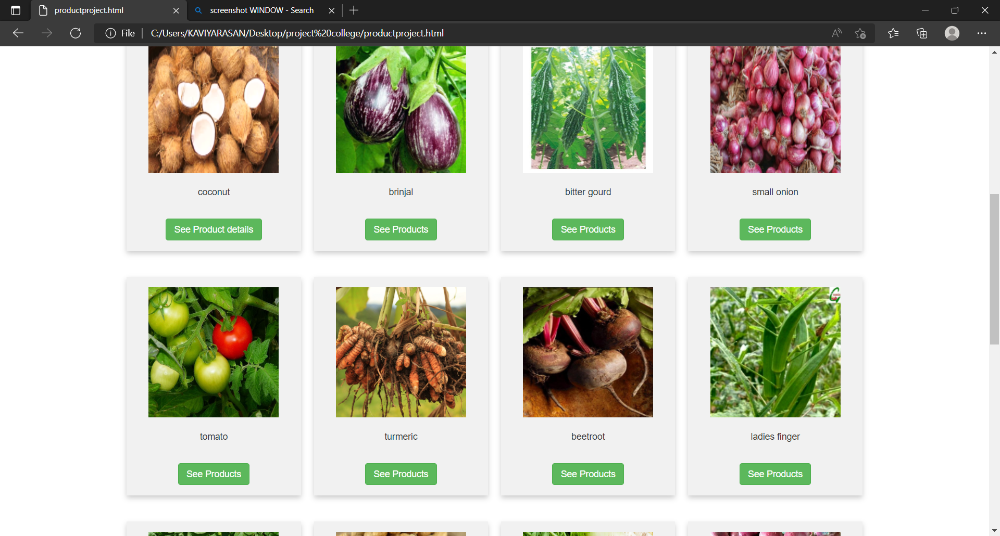 productproject.html
screenshot WINDOW - Search
File
C:/Users/KAVIYARASAN/Desktop/project%20college/productproject.html
coconut
brinjal
bitter gourd
small onion
See Product details
See Products
See Products
See Products
tomato
turmeric
beetroot
ladies finger
See Products
See Products
See Products
See Products